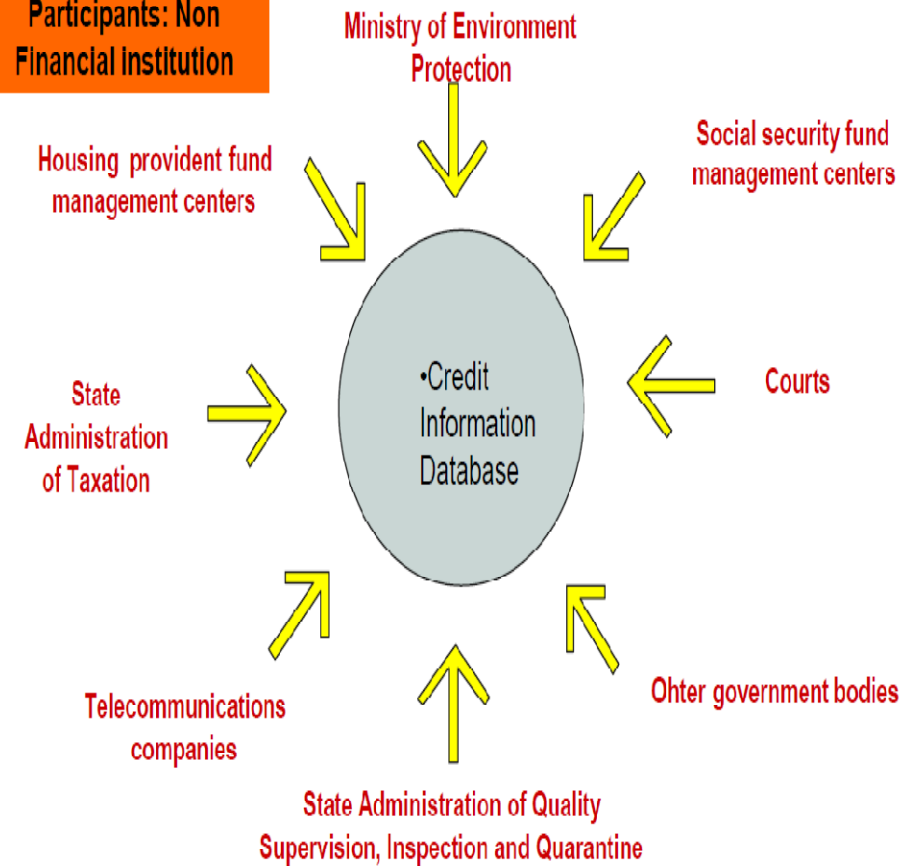 Participants: Non
Financial institution
Ministry of Environment
Protection
Social security fund
management centers
Housing provident fund
management centers
•Credit
Information
Database
Courts
State
Administration
of Taxation
Ohter government bodies
Telecommunications
companies
State Administration of Quality
Supervision, Inspection and Quarantine